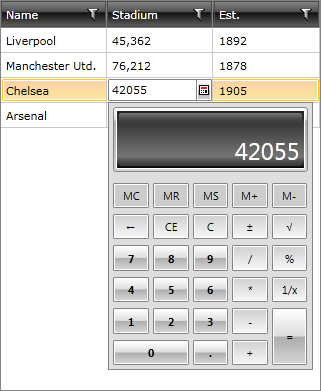 Name Stadium Est.
Liverpool 45,362 1892
Manchester Utd. 76,212 1878
Chelsea 42055 1905
Arsenal
42055
MC MR MS M+ M-
← CE C ± √
7 8 9 / %
4 5 6 * 1/x
1 2 3 - =
0 . +